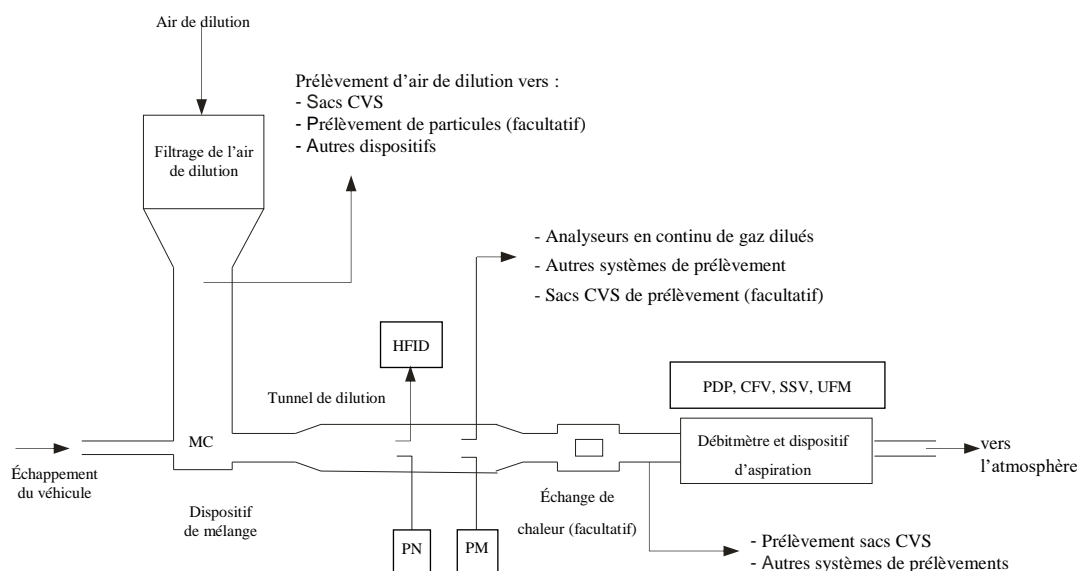 Air de dilution
Prélèvement d'air de dilution vers :
- Sacs CVS
- Prélèvement de particules (facultatif)
- Autres dispositifs
Filtrage de l'air
de dilution
- Analyseurs en continu de gaz dilués
- Autres systèmes de prélèvement
- Sacs CVS de prélèvement (facultatif)
HFID
Tunnel de dilution
PDP, CFV, SSV, UFM
MC
Débitmètre et dispositif
d'aspiration
vers
l'atmosphère
Échappement
du véhicule
Dispositif
de mélange
Échange de
chaleur (facultatif)
PN
PM
- Prélèvement sacs CVS
- Autres systèmes de prélèvements